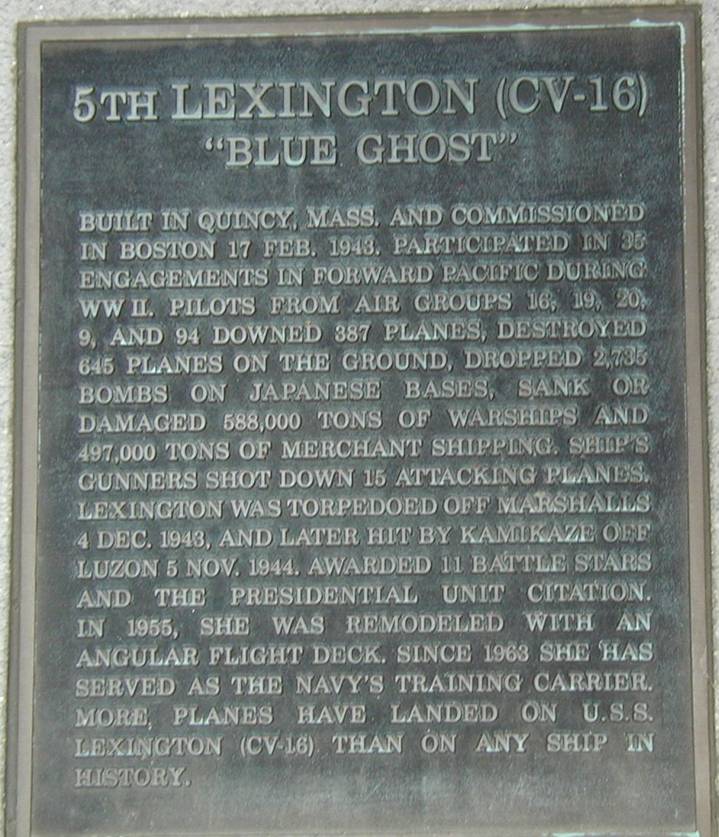 5TH LEXINGTON (CV-16)
"BLUE GHOST"
BUILT IN QUINCY, MASS. AND COMMISSIONED
IN BOSTON 17 FEB. 1943. PARTICIPATED IN 35
ENGAGEMENTS IN FORWARD PACIFIC DURING
WW II. PILOTS FROM AIR GROUPS 16, 19, 20,
9, AND 94 DOWNED 387 PLANES, DESTROYED
645 PLANES ON THE GROUND, DROPPED 2,735
BOMBS ON JAPANESE BASES, SANK OR
DAMAGED 588,000 TONS OF WARSHIPS AND
497,000 TONS OF MERCHANT SHIPPING. SHIP'S
GUNNERS SHOT DOWN 15 ATTACKING PLANES.
LEXINGTON WAS TORPEDOED OFF MARSHALLS
4 DEC. 1943, AND LATER HIT BY KAMIKAZE OFF
LUZON 5 NOV. 1944. AWARDED 11 BATTLE STARS
AND THE PRESIDENTIAL UNIT CITATION.
IN 1955, SHE WAS REMODELED WITH AN
ANGULAR FLIGHT DECK. SINCE 1963 SHE HAS
SERVED AS THE NAVY'S TRAINING CARRIER.
MORE PLANES HAVE LANDED ON U.S.S.
LEXINGTON (CV-16) THAN ON ANY SHIP IN
HISTORY.